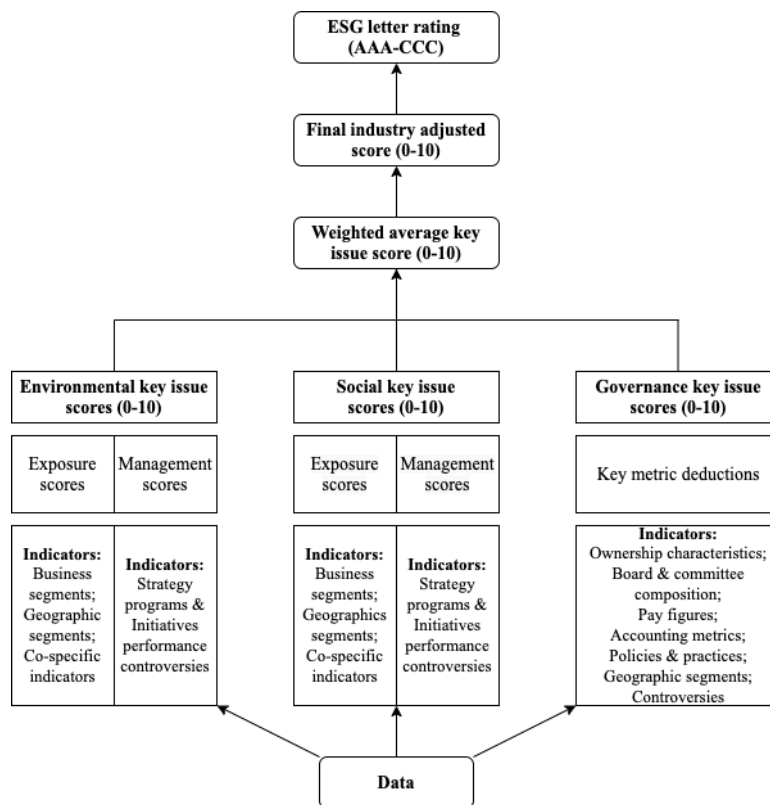 ESG letter rating
(AAA-CCC)
Final industry adjusted
score (0-10)
Weighted average key
issue score (0-10)
Environmental key issue
scores (0-10)
Social key issue
scores (0-10)
Governance key issue
scores (0-10)
Exposure
scores
Management
scores
Exposure
scores
Management
scores
Key metric deductions
Indicators:
Business
segments;
Geographic
segments;
Co-specific
indicators
Indicators:
Strategy
programs &
Initiatives
performance
controversies
Indicators:
Business
segments;
Geographics
segments;
Co-specific
indicators
Indicators:
Strategy
programs &
Initiatives
performance
controversies
Indicators:
Ownership characteristics;
Board & committee
composition;
Pay figures;
Accounting metrics;
Policies & practices;
Geographic segments;
Controversies
Data